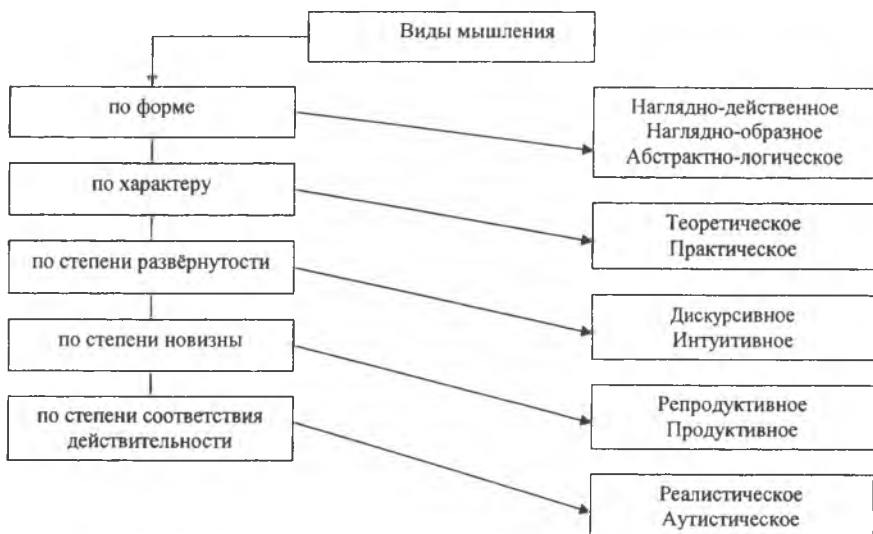 Виды мышления
по форме
Наглядно-действенное
Наглядно-образное
Абстрактно-логическое
по характеру
Теоретическое
Практическое
по степени развёрнутости
Дискурсивное
Интуитивное
по степени новизны
Репродуктивное
Продуктивное
по степени соответствия
действительности
Реалистическое
Аутистическое